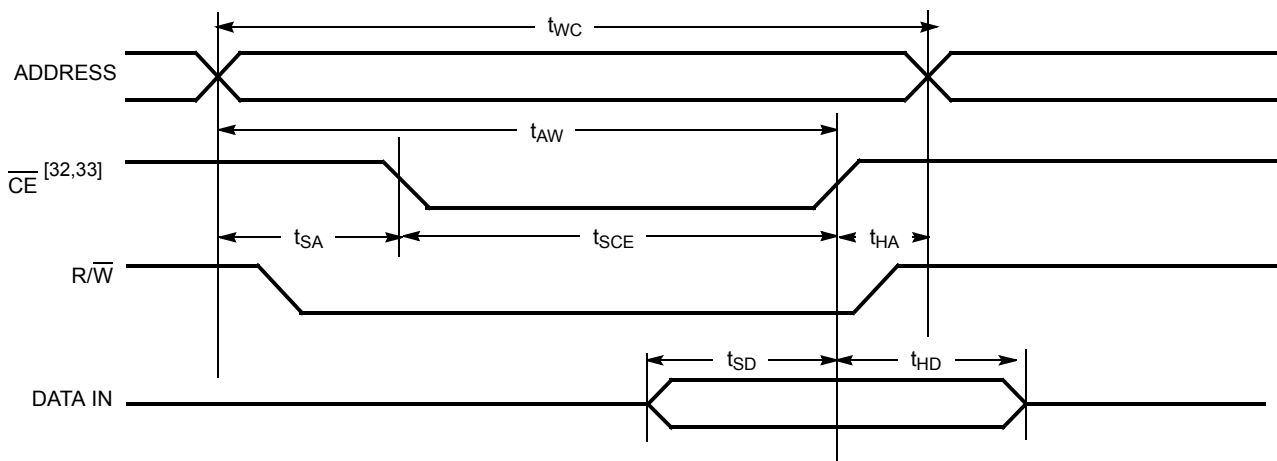 tWC
ADDRESS
tAW
CE [32,33]
tSA tSCE tHA
R/W
tSD tHD
DATA IN